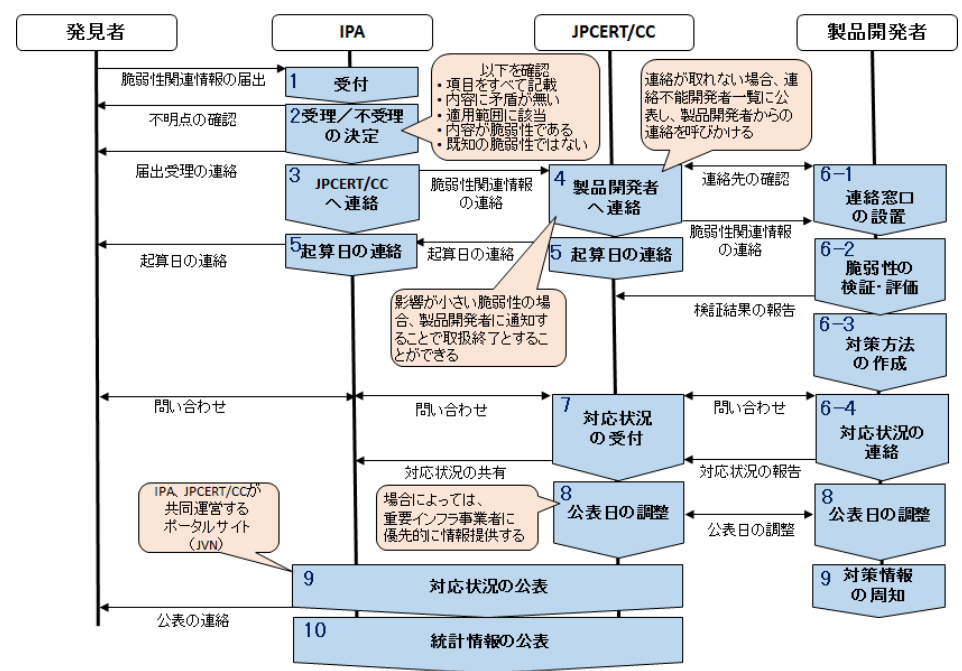 発見者
IPA
JPCERT/CC
製品開発者
脆弱性関連情報の届出
1
受付
不明点の確認
2
受理／不受理
の決定
以下を確認
・項目をすべて記載
・内容に矛盾が無い
・適用範囲に該当
・内容が脆弱性である
・既知の脆弱性ではない
連絡が取れない場合、連
絡不能開発者一覧に公
表し、製品開発者からの
連絡を呼びかける
届出受理の連絡
3
JPCERT/CC
へ連絡
脆弱性関連情報
の連絡
4
製品開発者
へ連絡
連絡先の確認
6-1
連絡窓口
の設置
脆弱性関連情報
の連絡
起算日の連絡
5
起算日の連絡
起算日の連絡
5
起算日の連絡
6-2
脆弱性の
検証・評価
影響が小さい脆弱性の場
合、製品開発者に通知す
ることで取扱終了とするこ
とができる
検証結果の報告
6-3
対策方法
の作成
問い合わせ
問い合わせ
7
対応状況
の受付
問い合わせ
6-4
対応状況の
連絡
対応状況の共有
対応状況の報告
IPA、JPCERT/CCが
共同運営する
ポータルサイト
（JVN）
場合によっては、
重要インフラ事業者に
優先的に情報提供する
8
公表日の調整
公表日の調整
8
公表日の調整
9
対応状況の公表
9
対策情報
の周知
公表の連絡
10
統計情報の公表